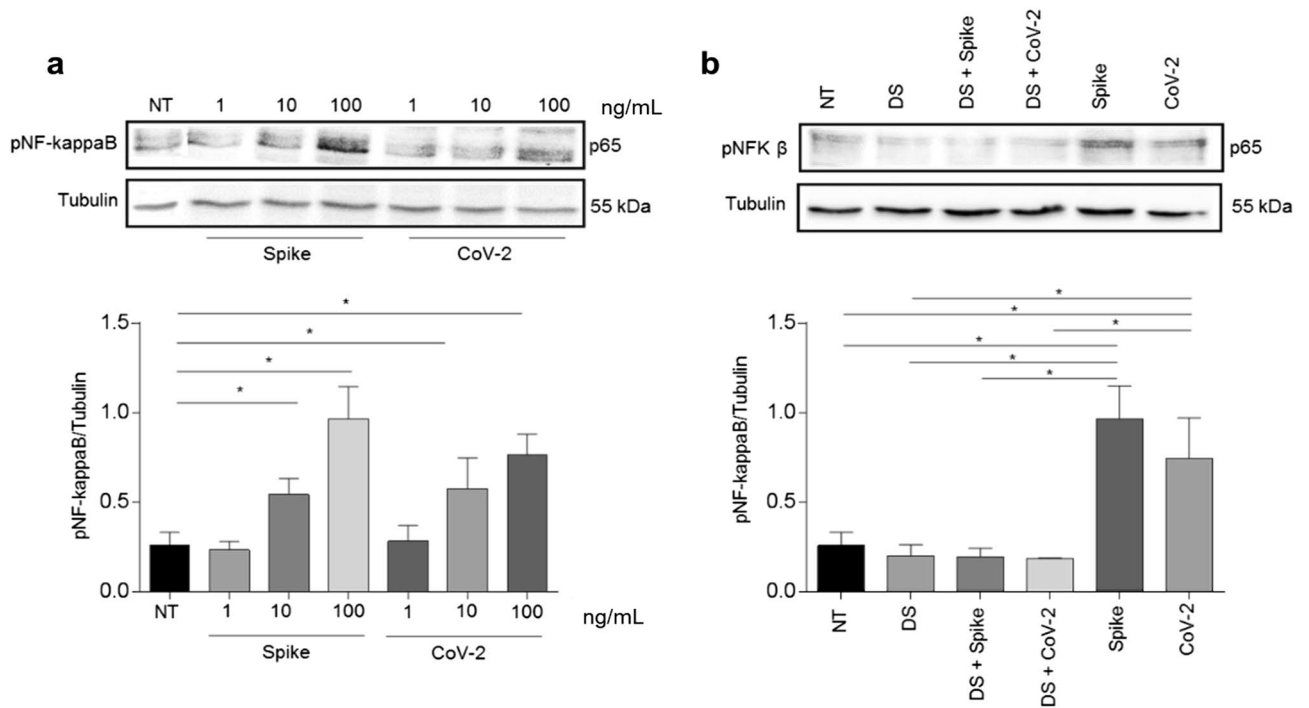 a
NT 1 10 100 1 10 100 ng/mL
pNF-kappaB p65
Tubulin 55 kDa
Spike CoV-2
* * * *
1.5
1.0
0.5
0.0
pNF-kappaB/Tubulin
NT 1 10 100 1 10 100 ng/mL
Spike CoV-2
b
NT DS DS + Spike DS + CoV-2 Spike CoV-2
pNFK β p65
Tubulin 55 kDa
* * * * * *
1.5
1.0
0.5
0.0
pNF-kappaB/Tubulin
NT DS DS + Spike DS + CoV-2 Spike CoV-2